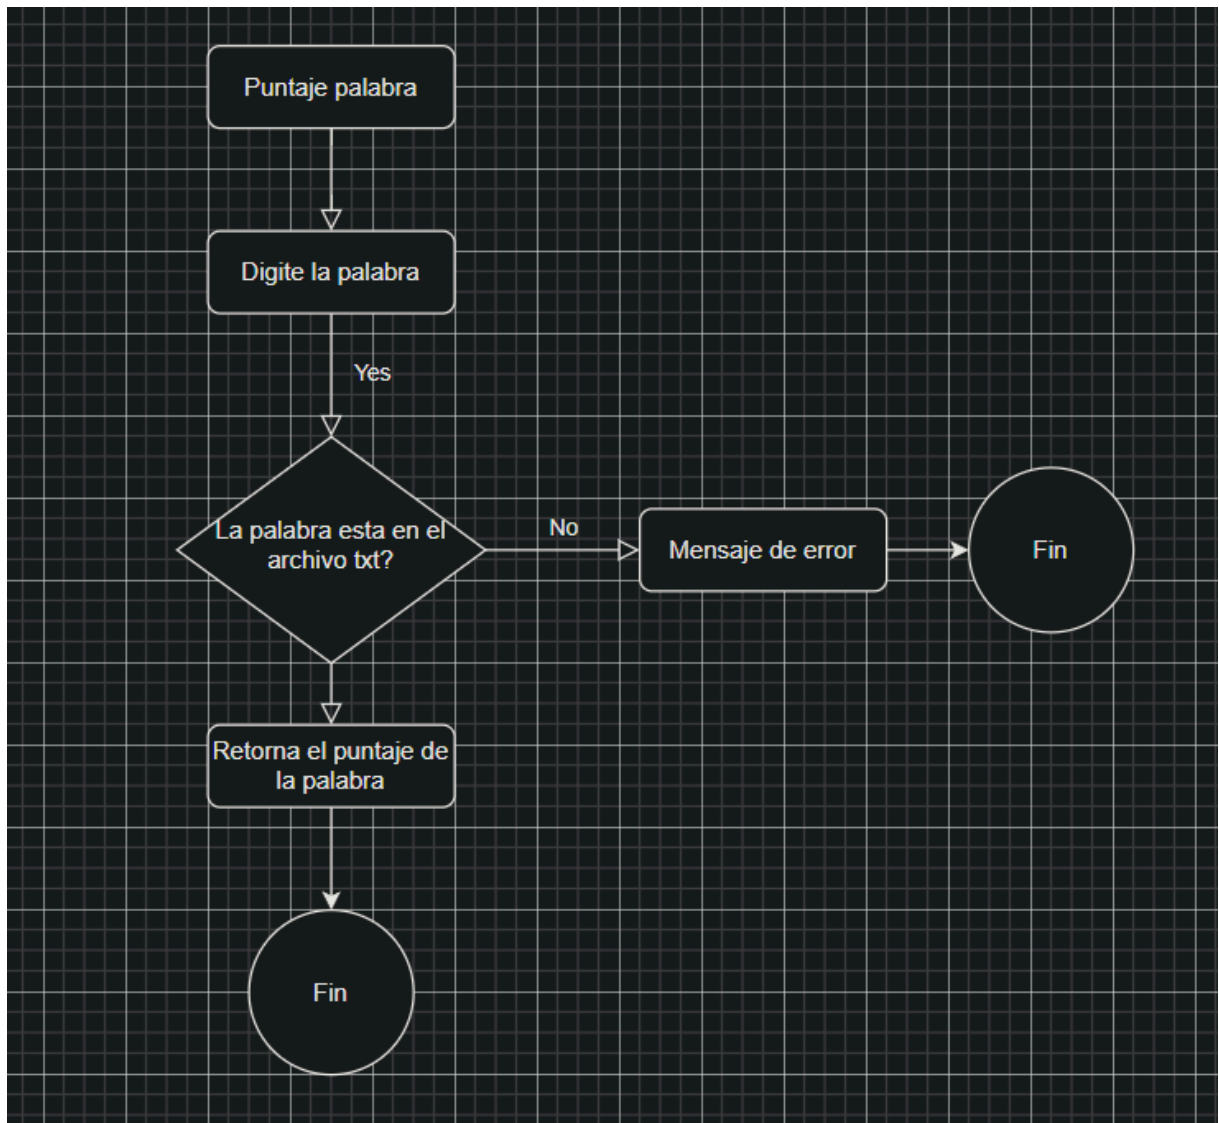 Puntaje palabra
Digite la palabra
Yes
La palabra esta en el
archivo txt?
No
Mensaje de error
Fin
Retorna el puntaje de
la palabra
Fin